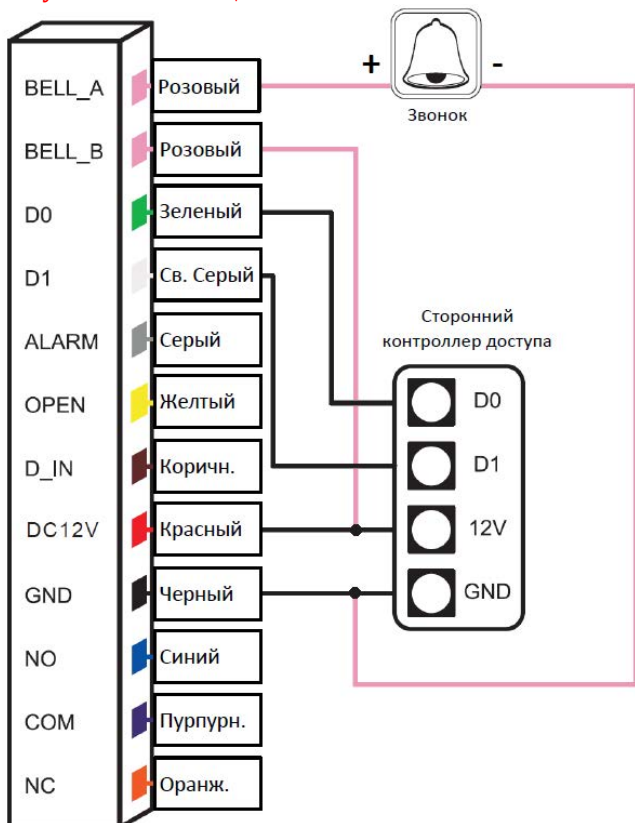 +
-
Звонок
BELL_A Розовый
BELL_B Розовый
D0 Зеленый
D1 Св. Серый
ALARM Серый
OPEN Желтый
D_IN Коричн.
DC12V Красный
GND Черный
NO Синий
COM Пурпурн.
NC Оранж.
Сторонний
контроллер доступа
D0
D1
12V
GND